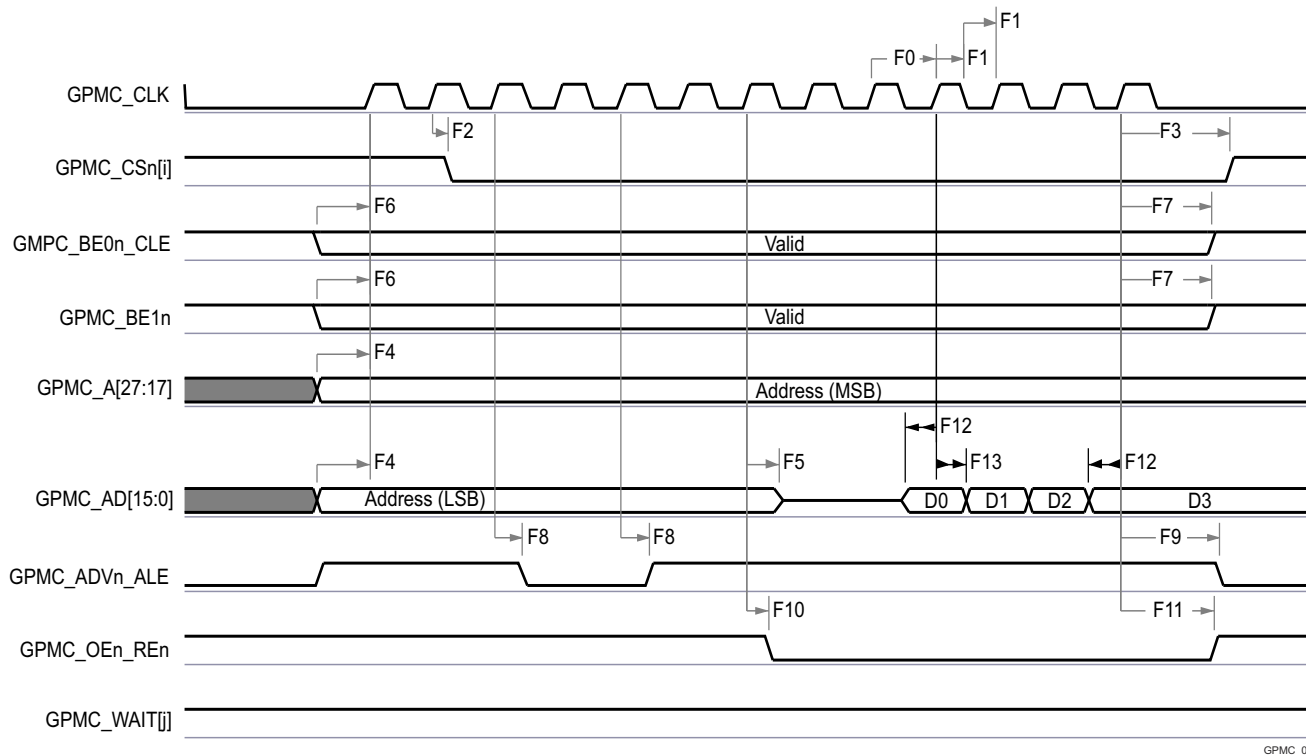 F1
F0 F1
GPMC_CLK
F2 F3
GPMC_CSn[i]
F6 F7
GMPC_BE0n_CLE Valid
F6 F7
GPMC_BE1n Valid
F4
GPMC_A[27:17] Address (MSB)
F12
F4 F5 F13 F12
GPMC_AD[15:0] Address (LSB) D0 D1 D2 D3
F8 F8 F9
GPMC_ADVn_ALE
F10 F11
GPMC_OEn_REn
GPMC_WAIT[j]
GPMC_0